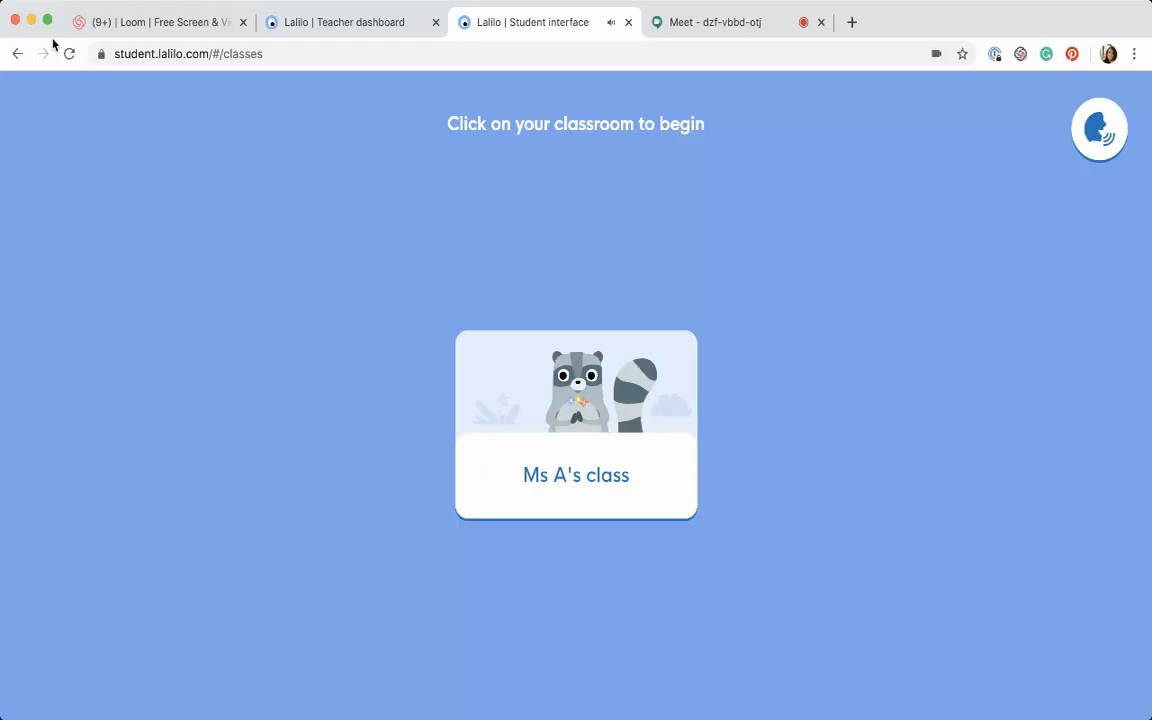 (9+) | Loom | Free Screen & Vi
Lalilo | Teacher dashboard
Lalilo | Student interface
Meet - dzf-vbbd-otj
student.lalilo.com/#/classes
Click on your classroom to begin
Ms A's class